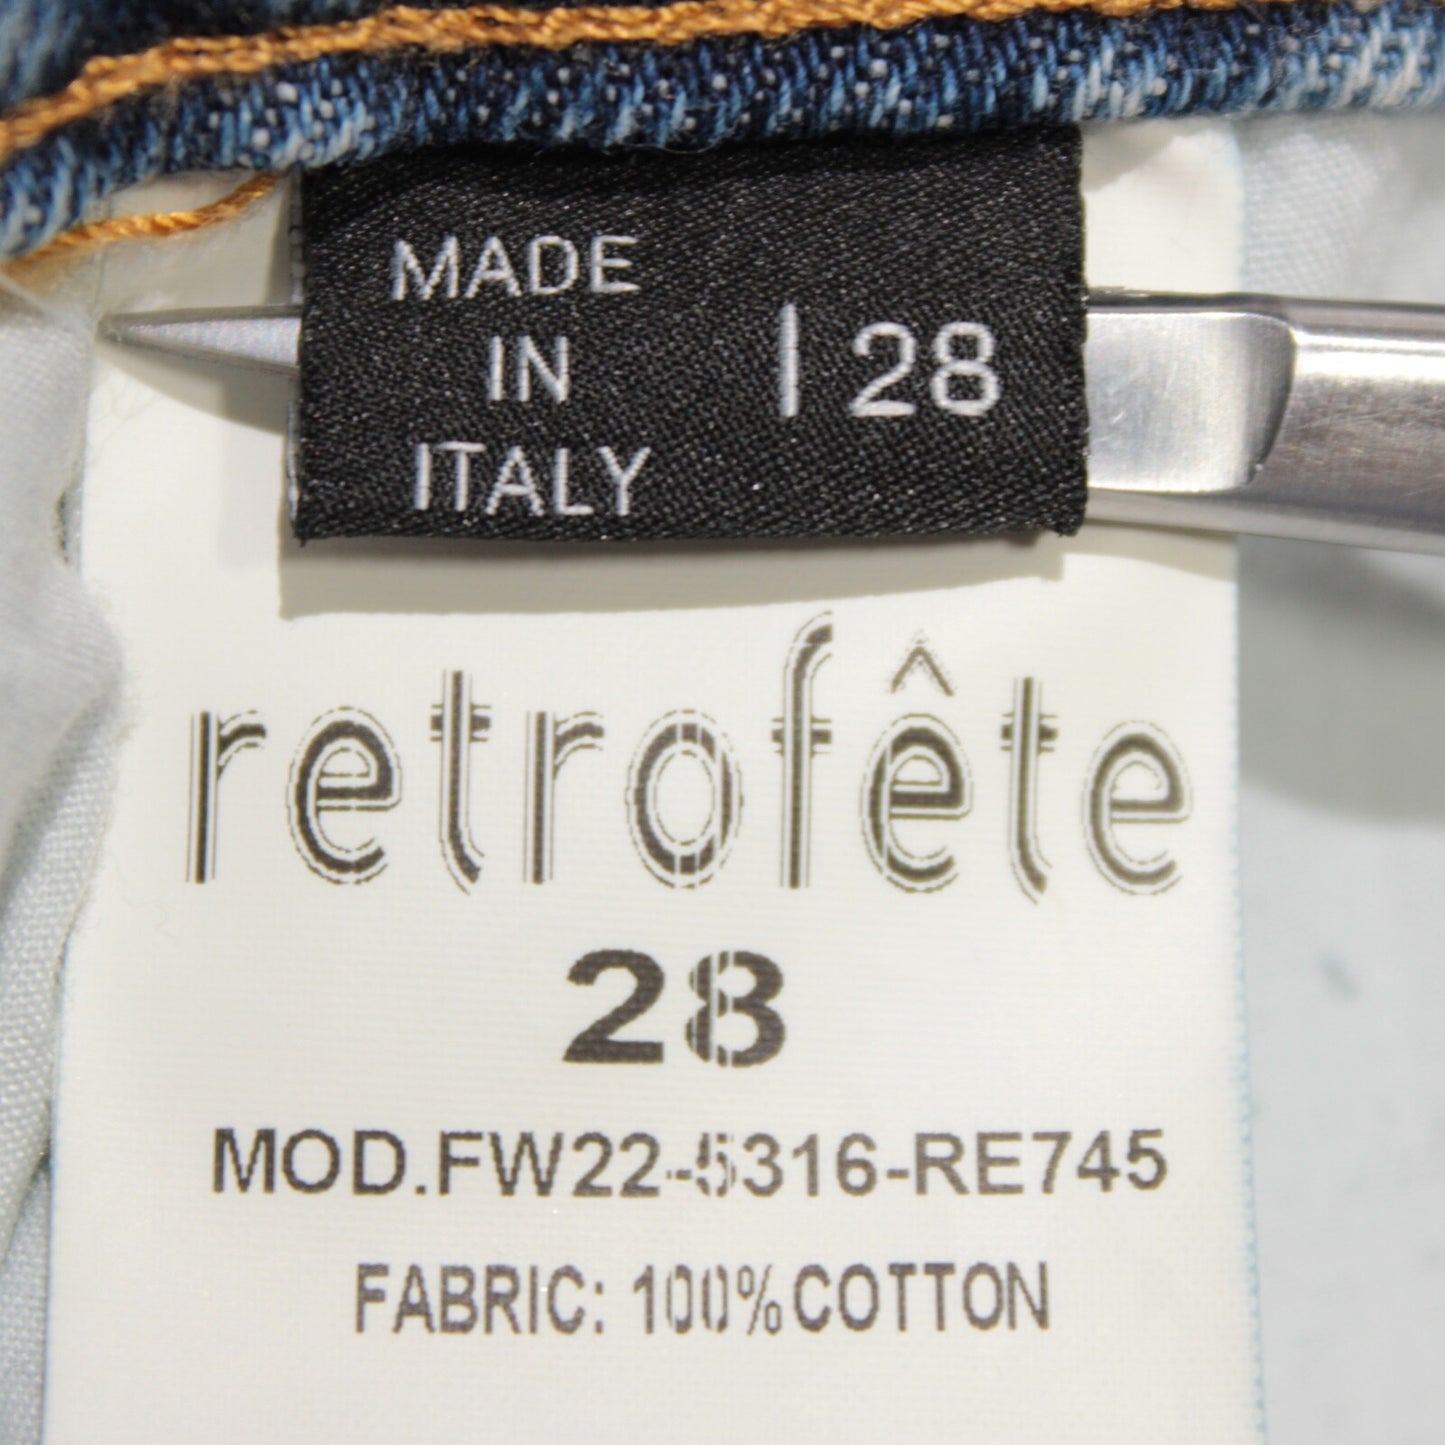 MADE
IN
ITALY
| 28
retrofête
28
MOD.FW22-5316-RE745
FABRIC: 100%COTTON